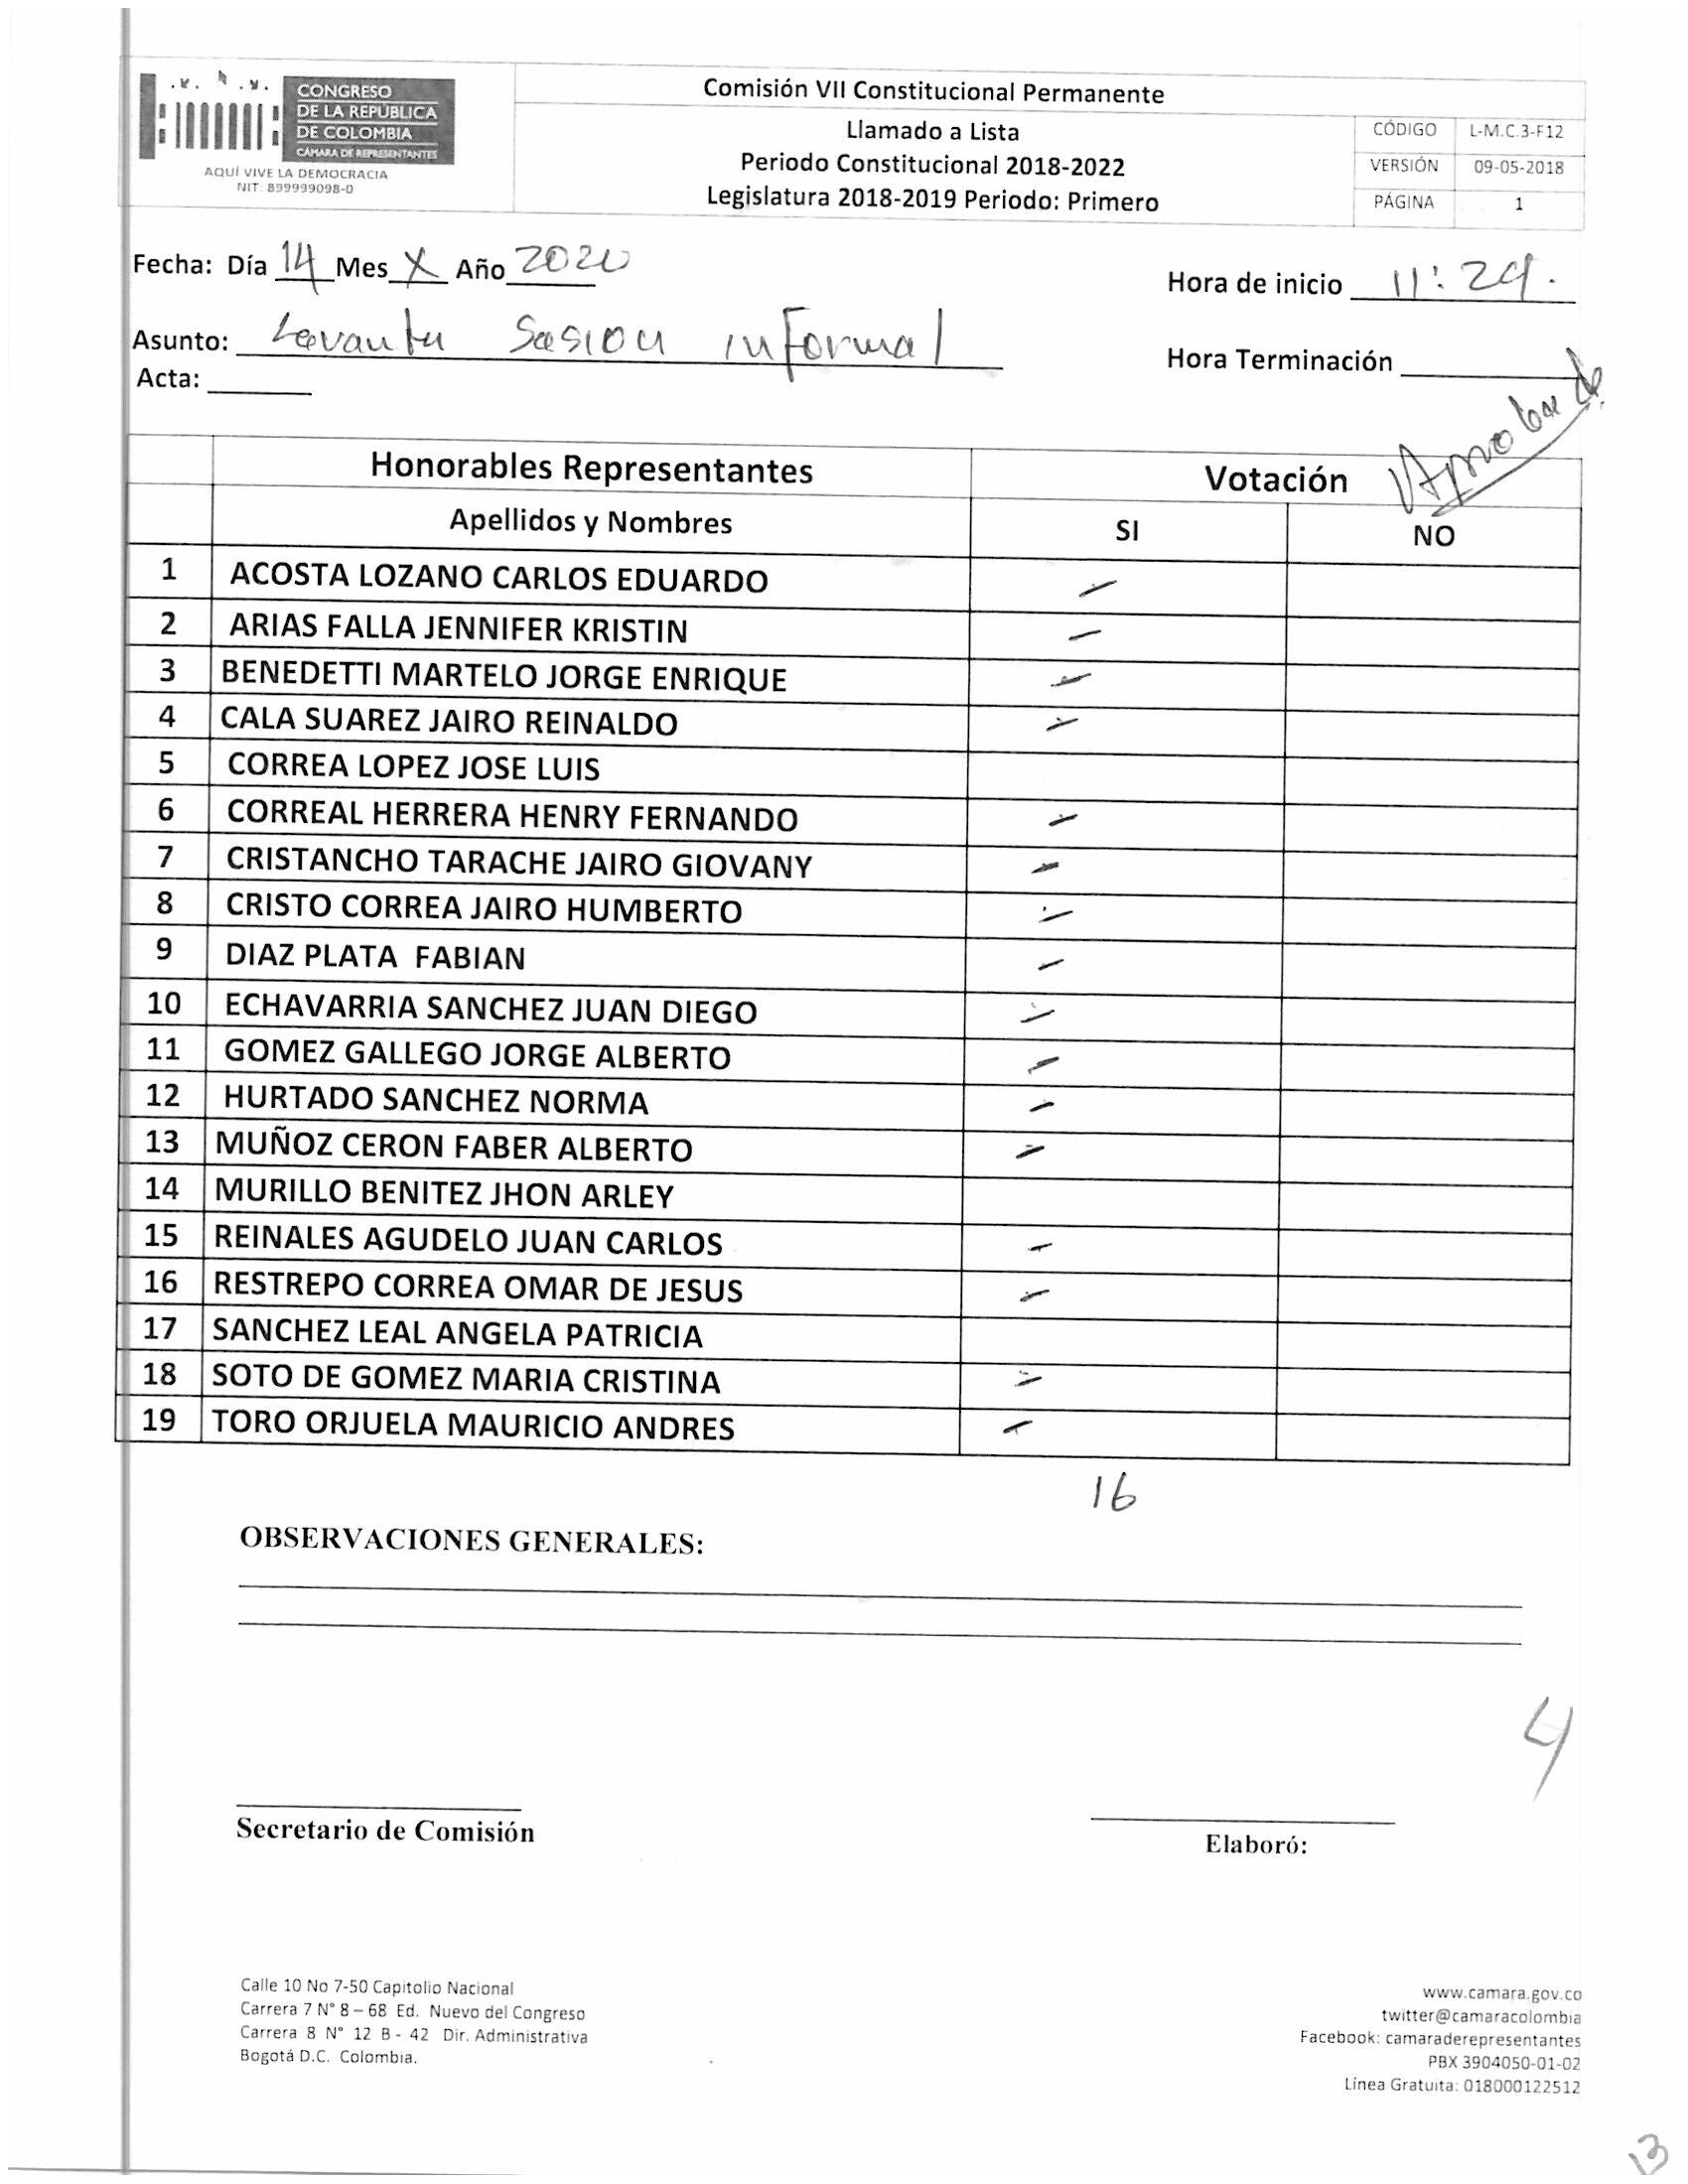 CONGRESO
DE LA REPÚBLICA
DE COLOMBIA
CÁMARA DE REPRESENTANTES
AQUÍ VIVE LA DEMOCRACIA
NIT: 899999098-0
Comisión VII Constitucional Permanente
Llamado a Lista
Periodo Constitucional 2018-2022
Legislatura 2018-2019 Periodo: Primero
CÓDIGO L-M.C.3-F12
VERSIÓN 09-05-2018
PÁGINA 1
Fecha: Día 14 Mes X Año 2020
Hora de inicio 11:29.
Asunto: Levantar Sesion informal
Hora Terminación
Acta:
Honorables Representantes Votación
Apellidos y Nombres SI NO
1 ACOSTA LOZANO CARLOS EDUARDO
2 ARIAS FALLA JENNIFER KRISTIN
3 BENEDETTI MARTELO JORGE ENRIQUE
4 CALA SUAREZ JAIRO REINALDO
5 CORREA LOPEZ JOSE LUIS
6 CORREAL HERRERA HENRY FERNANDO
7 CRISTANCHO TARACHE JAIRO GIOVANY
8 CRISTO CORREA JAIRO HUMBERTO
9 DIAZ PLATA FABIAN
10 ECHAVARRIA SANCHEZ JUAN DIEGO
11 GOMEZ GALLEGO JORGE ALBERTO
12 HURTADO SANCHEZ NORMA
13 MUÑOZ CERON FABER ALBERTO
14 MURILLO BENITEZ JHON ARLEY
15 REINALES AGUDELO JUAN CARLOS
16 RESTREPO CORREA OMAR DE JESUS
17 SANCHEZ LEAL ANGELA PATRICIA
18 SOTO DE GOMEZ MARIA CRISTINA
19 TORO ORJUELA MAURICIO ANDRES
16
OBSERVACIONES GENERALES:
4
Secretario de Comisión
Elaboró:
Calle 10 No 7-50 Capitolio Nacional
Carrera 7 N° 8 – 68 Ed. Nuevo del Congreso
Carrera 8 N° 12 B - 42 Dir. Administrativa
Bogotá D.C. Colombia.
www.camara.gov.co
twitter@camaracolombia
Facebook: camaraderepresentantes
PBX 3904050-01-02
Línea Gratuita: 018000122512
13